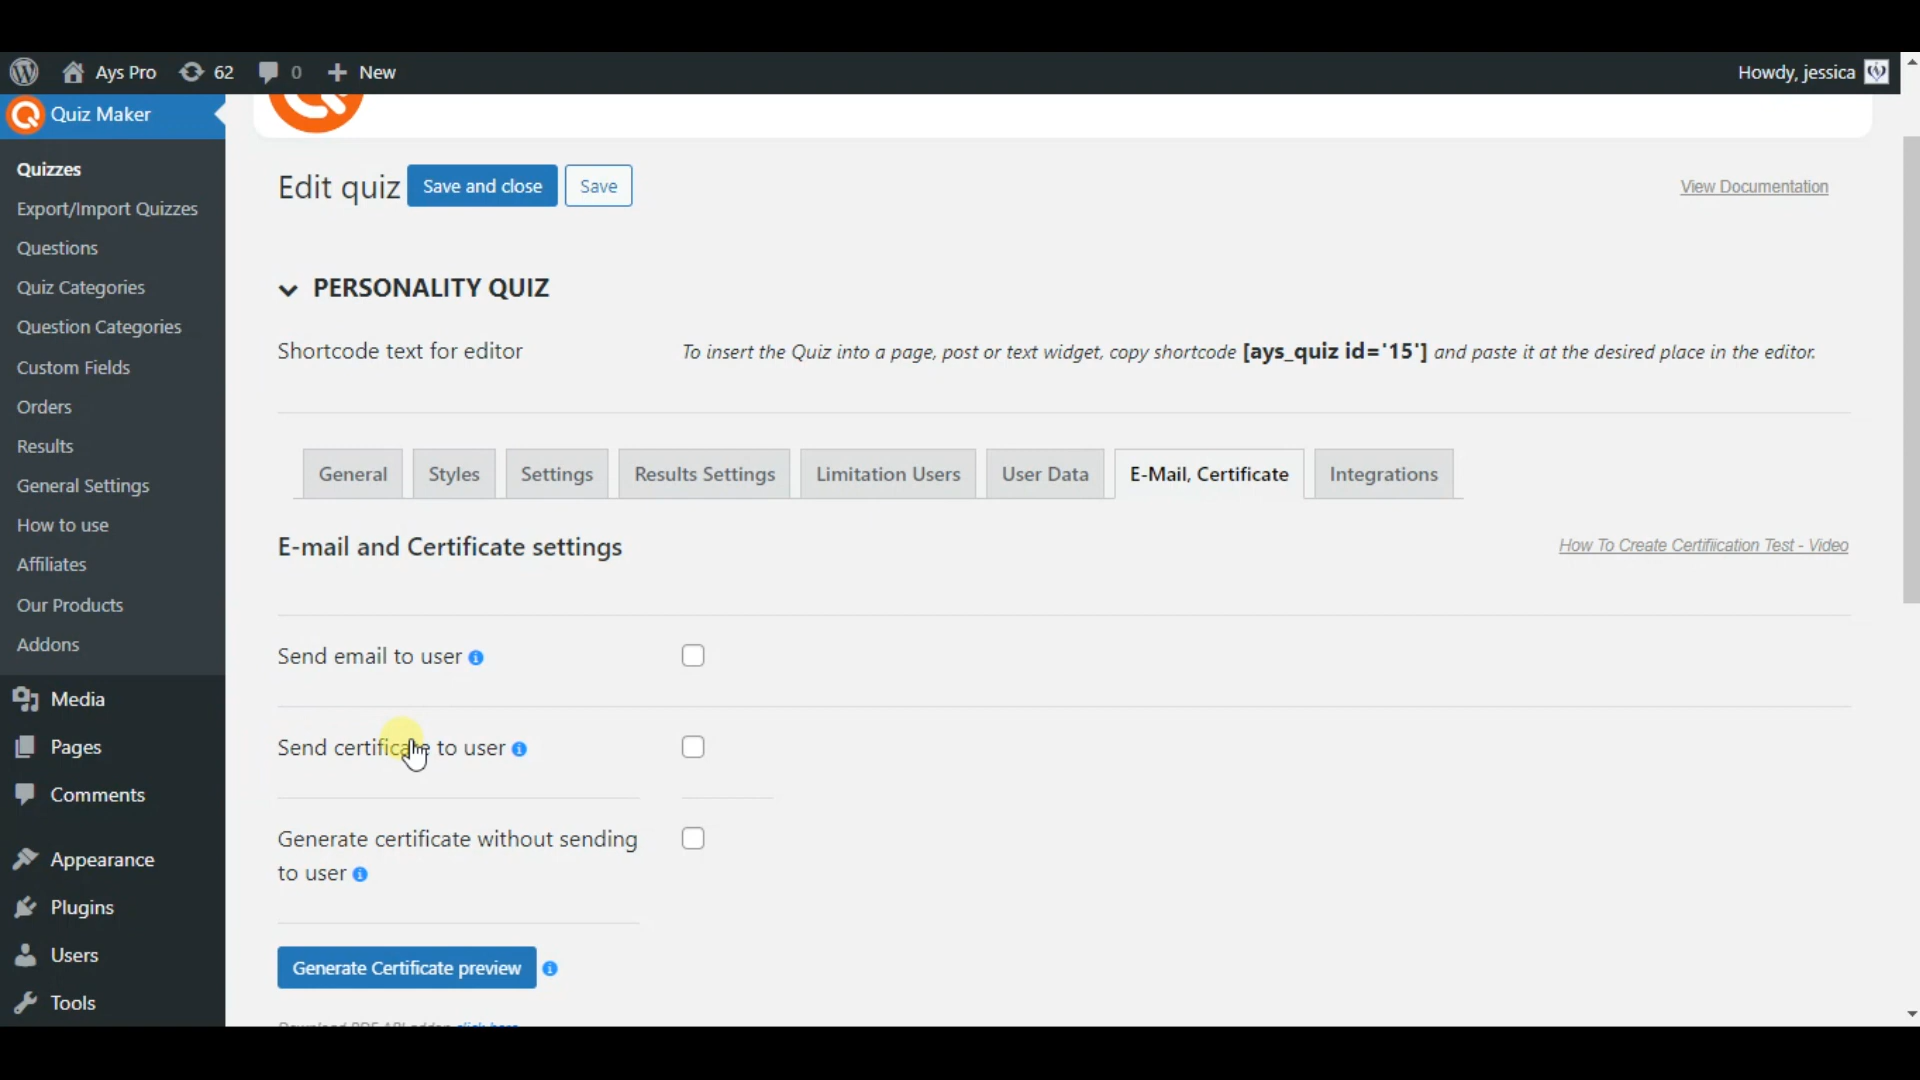 Ays Pro 62 0 New
Howdy, jessica
Quiz Maker
Quizzes
Export/Import Quizzes
Questions
Quiz Categories
Question Categories
Custom Fields
Orders
Results
General Settings
How to use
Affiliates
Our Products
Addons
Media
Pages
Comments
Appearance
Plugins
Users
Tools
Edit quiz Save and close Save
View Documentation
PERSONALITY QUIZ
Shortcode text for editor
To insert the Quiz into a page, post or text widget, copy shortcode [ays_quiz id='15'] and paste it at the desired place in the editor.
General Styles Settings Results Settings Limitation Users User Data E-Mail, Certificate Integrations
E-mail and Certificate settings
How To Create Certifiication Test - Video
Send email to user
Send certificate to user
Generate certificate without sending
to user
Generate Certificate preview